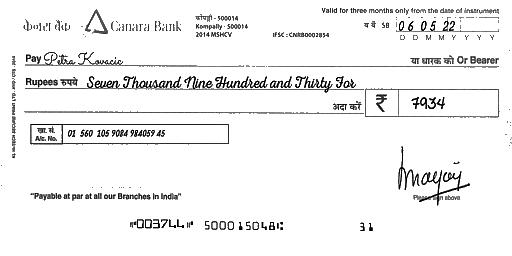 केनरा बैंक Canara Bank
कोंपल्ली - 500014
Kompally - 500014
2014 MSHCV
IFSC : CNRB0002854
Valid for three months only from the date of instrument
SB 06 05 22
D D M M Y Y Y Y
Pay Petra Kovacic या धारक को Or Bearer
Rupees रुपये Seven Thousand Nine Hundred and Thirty For
अदा करें ₹ 7934
खा. सं.
A/c. No. 01 560 105 9084 984059 45
"Payable at par at all our Branches in India"
Please sign above
⑈003744⑈ 500015048⑆ 31